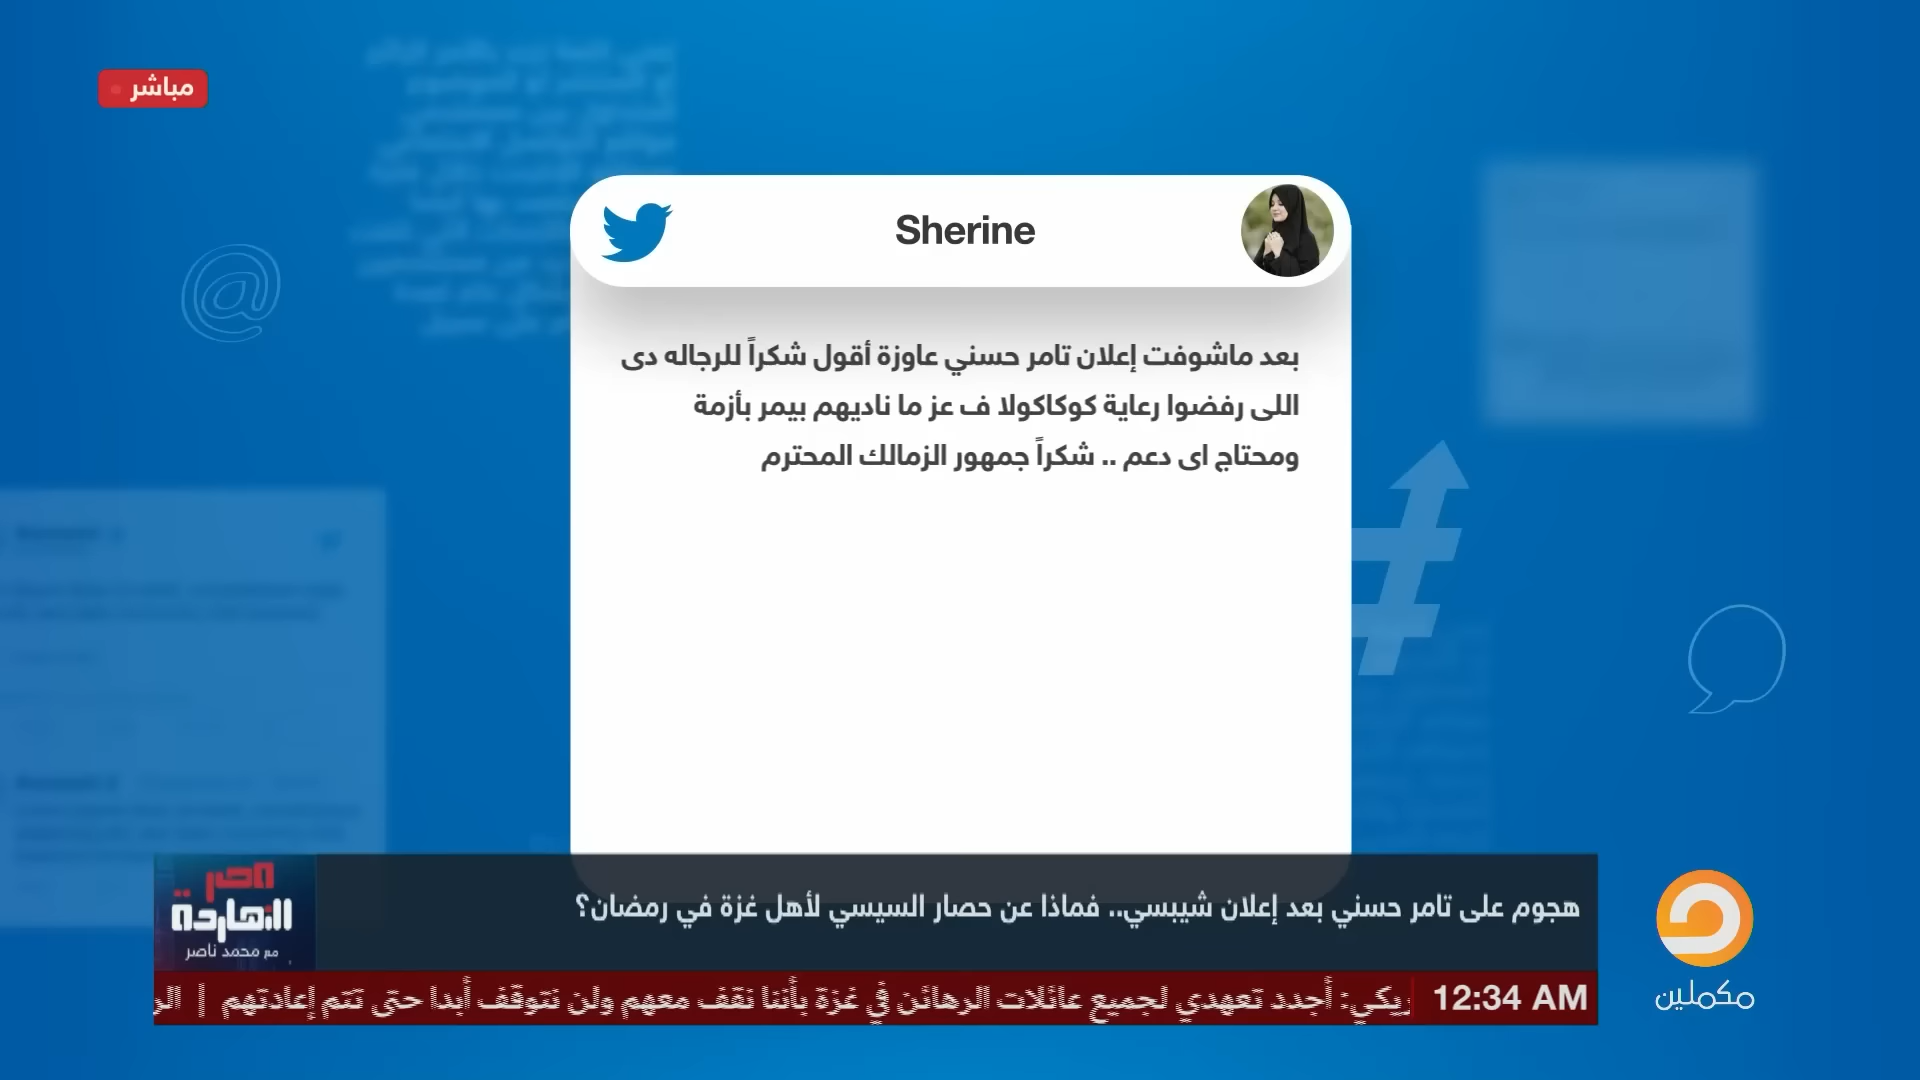 مباشر
Sherine
بعد ماشوفت إعلان تامر حسني عاوزة أقول شكراً للرجاله دى
اللى رفضوا رعاية كوكاكولا ف عز ما ناديهم بيمر بأزمة
ومحتاج اى دعم .. شكراً جمهور الزمالك المحترم
هجوم على تامر حسني بعد إعلان شيبسي.. فماذا عن حصار السيسي لأهل غزة في رمضان؟
مصر
النهاردة
مع محمد ناصر
12:34 AM
أجدد تعهدي لجميع عائلات الرهائن في غزة بأننا نقف معهم ولن نتوقف أبدا حتى تتم إعادتهم |
مكملين